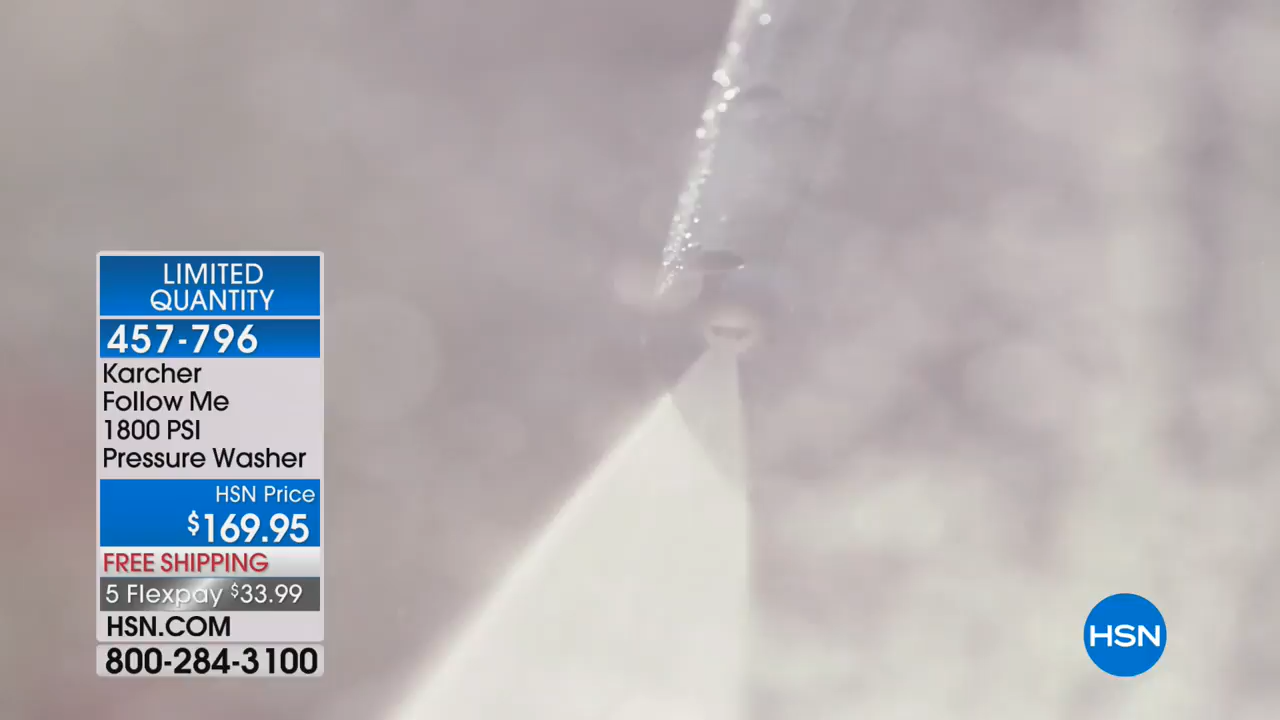 LIMITED
QUANTITY
457-796
Karcher
Follow Me
1800 PSI
Pressure Washer
HSN Price
$169.95
FREE SHIPPING
5 Flexpay $33.99
HSN.COM
800-284-3100
HSN